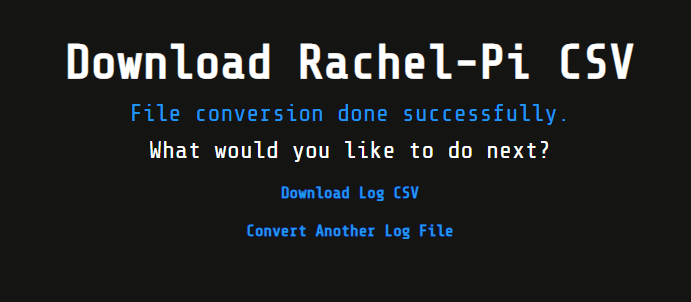 Download Rachel-Pi CSV
File conversion done successfully.
What would you like to do next?
Download Log CSV
Convert Another Log File